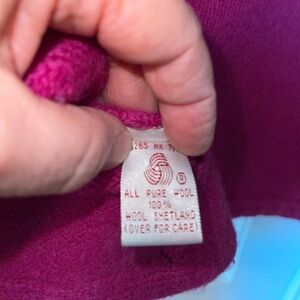 ®
ALL PURE WOOL
100%
WOOL SHETLAND
(OVER FOR CARE)